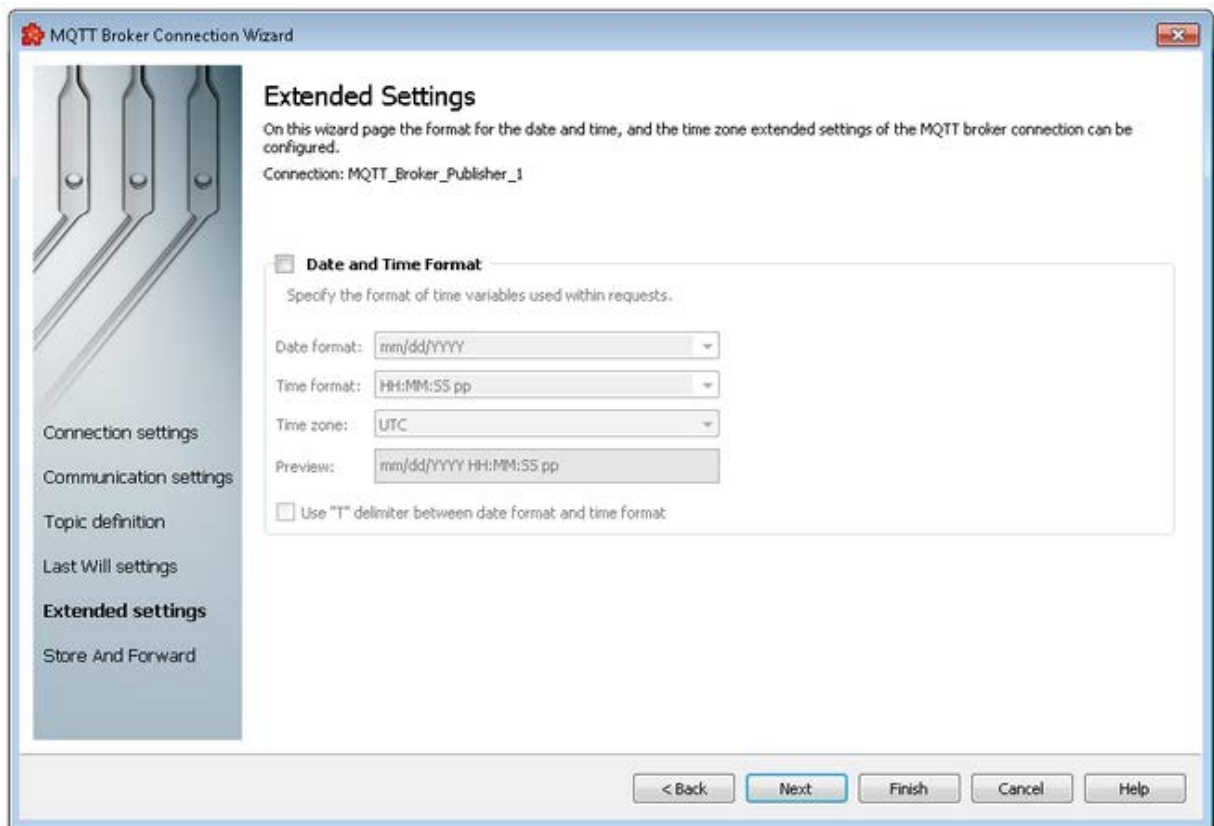 MQTT Broker Connection Wizard
Extended Settings
On this wizard page the format for the date and time, and the time zone extended settings of the MQTT broker connection can be
configured.
Connection: MQTT_Broker_Publisher_1
Date and Time Format
Specify the format of time variables used within requests.
Date format: mm/dd/YYYY
Time format: HH:MM:SS pp
Time zone: UTC
Preview: mm/dd/YYYY HH:MM:SS pp
Use "T" delimiter between date format and time format
Connection settings
Communication settings
Topic definition
Last Will settings
Extended settings
Store And Forward
< Back Next Finish Cancel Help